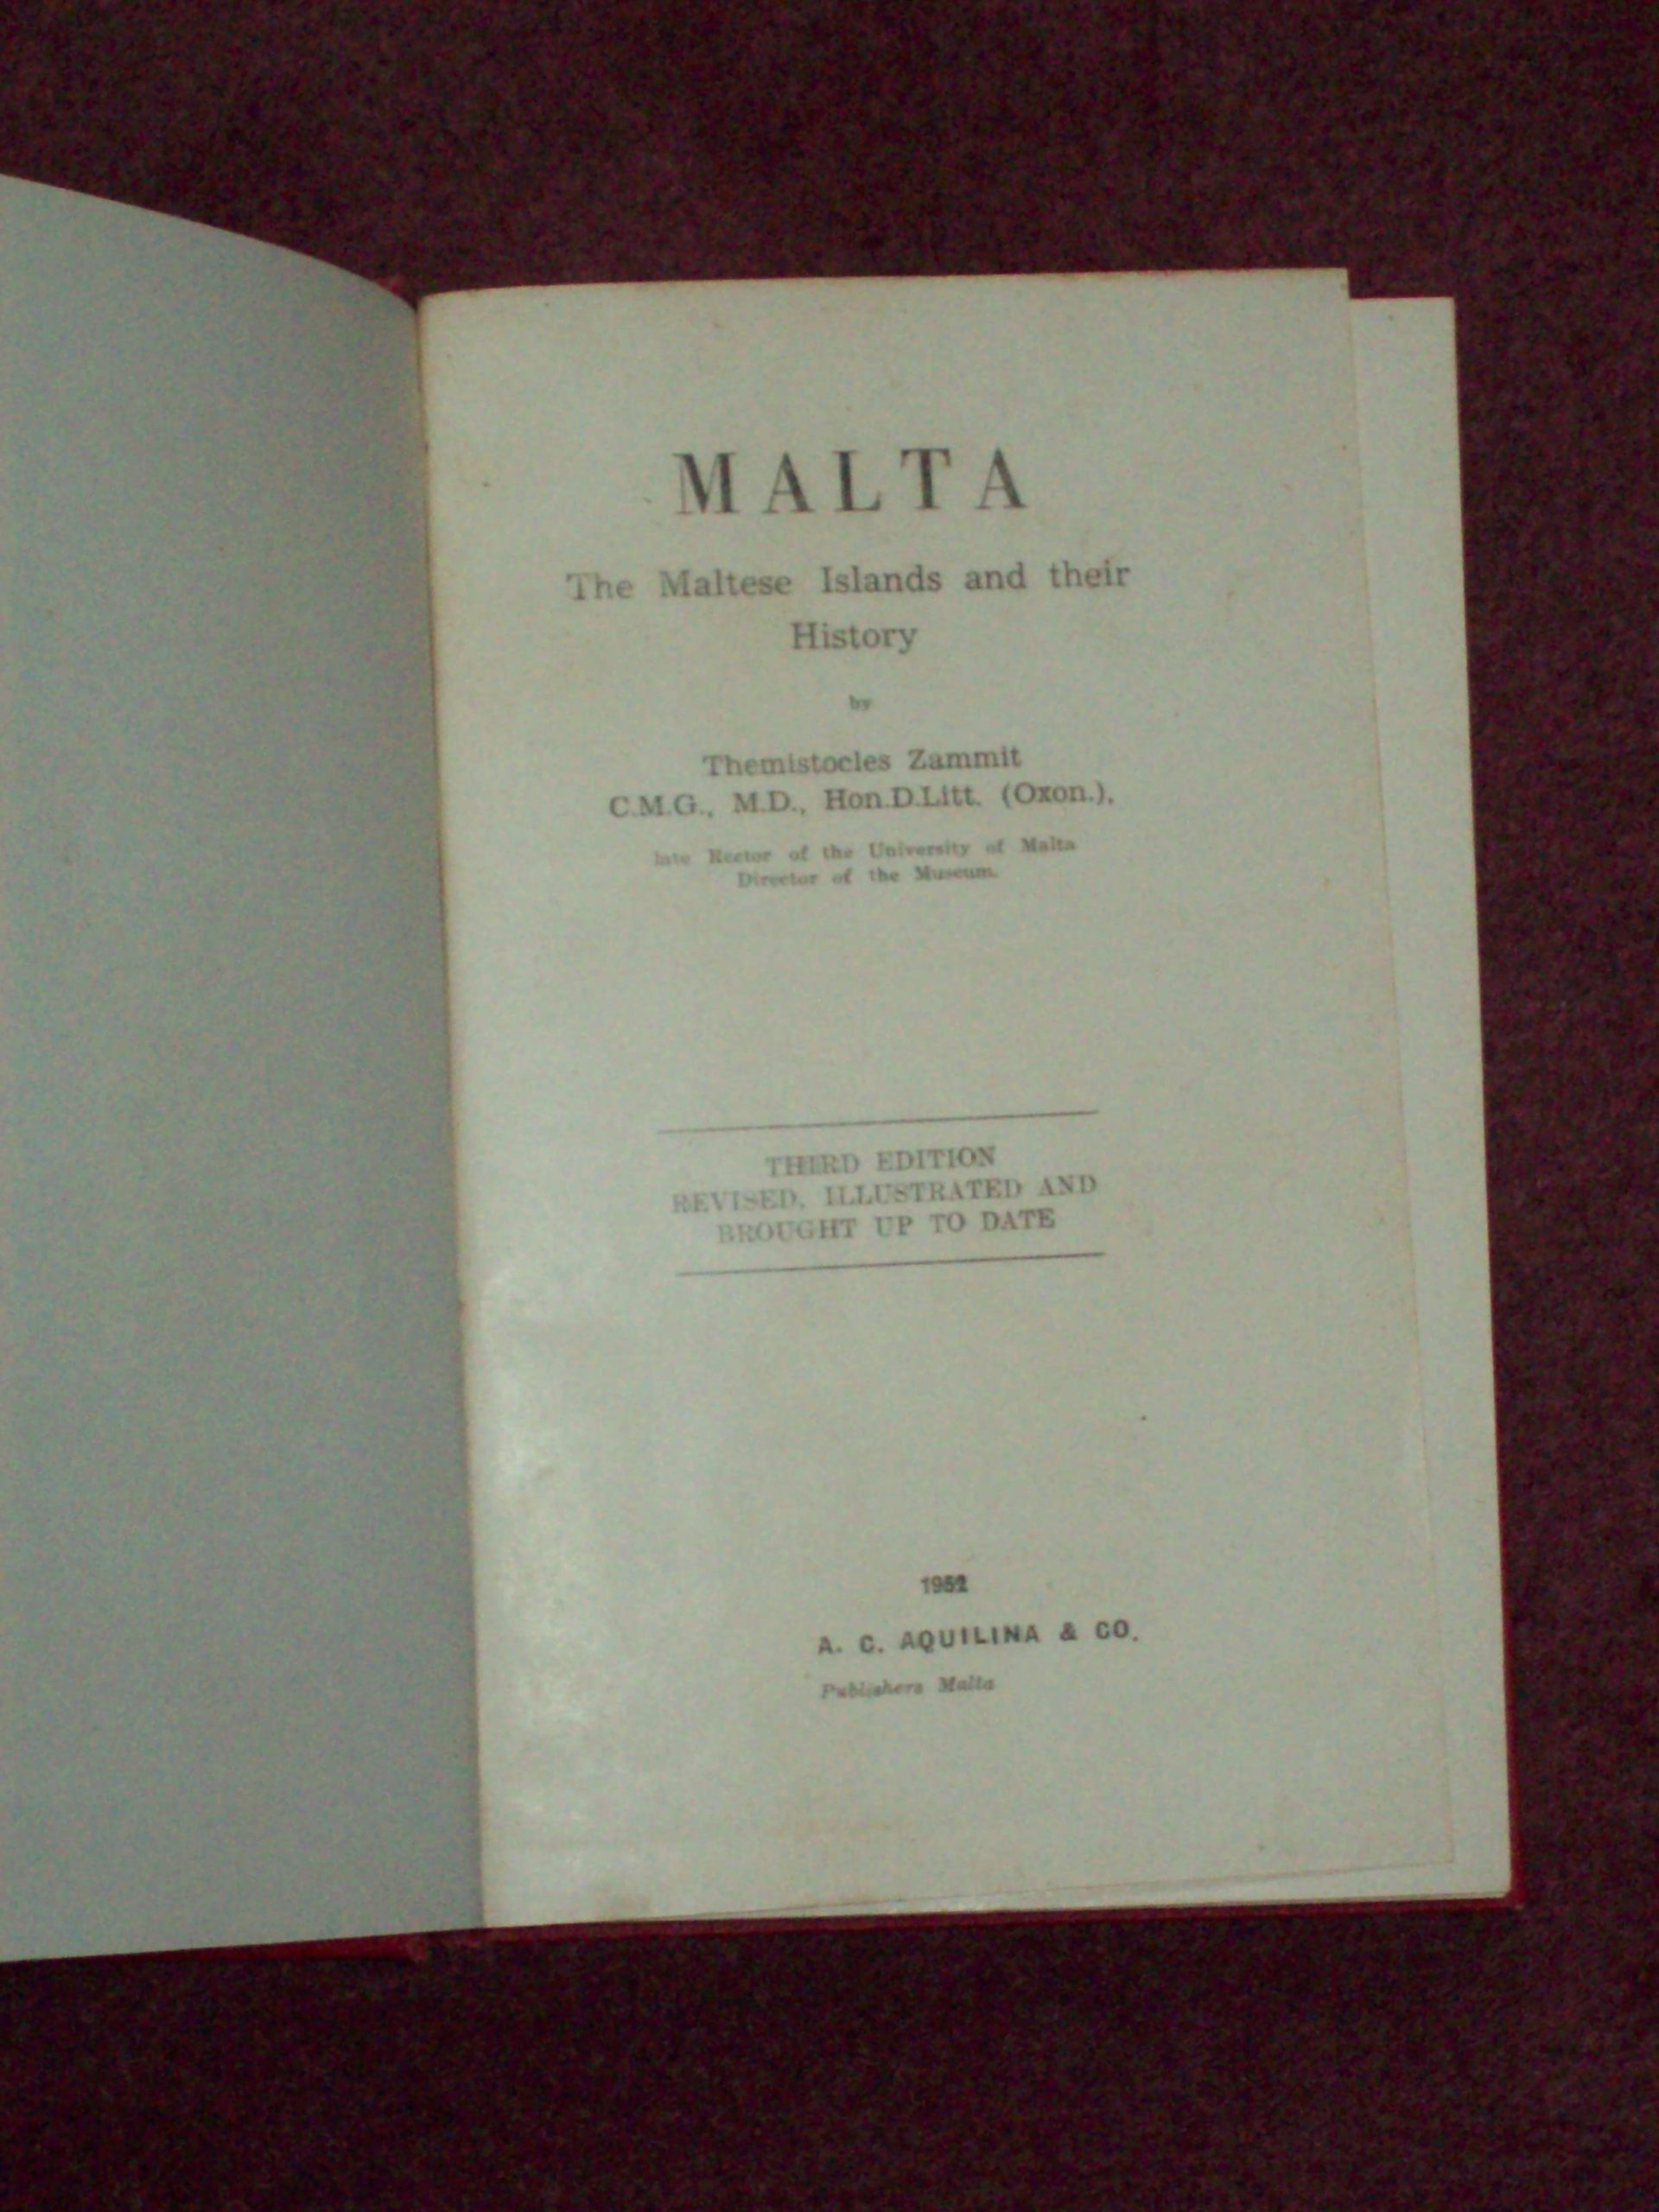 MALTA
The Maltese Islands and their
History
by
Themistocles Zammit
C.M.G., M.D., Hon.D.Litt. (Oxon.),
late Rector of the University of Malta
Director of the Museum.
THIRD EDITION
REVISED, ILLUSTRATED AND
BROUGHT UP TO DATE
1952
A. C. AQUILINA & CO.
Publishers Malta